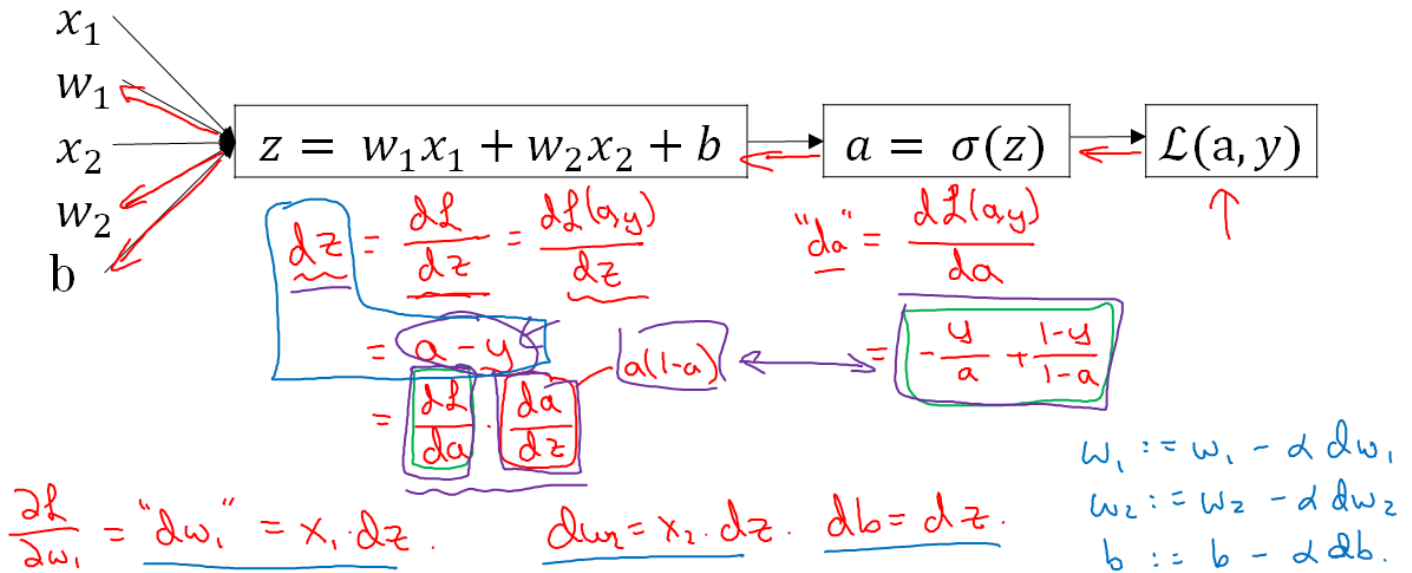 x₁
w₁
x₂
w₂
b
z = w₁x₁ + w₂x₂ + b
a = σ(z)
ℒ(a, y)
dz = dℒ/dz = dℒ(a,y)/dz
"da" = dℒ(a,y)/da
= a - y
a(1-a)
= -y/a + (1-y)/(1-a)
= dℒ/da · da/dz
∂ℒ/∂w₁ = "dw₁" = x₁·dz.
dw₂ = x₂·dz.
db = dz.
w₁ := w₁ - α dw₁
w₂ := w₂ - α dw₂
b := b - α db.